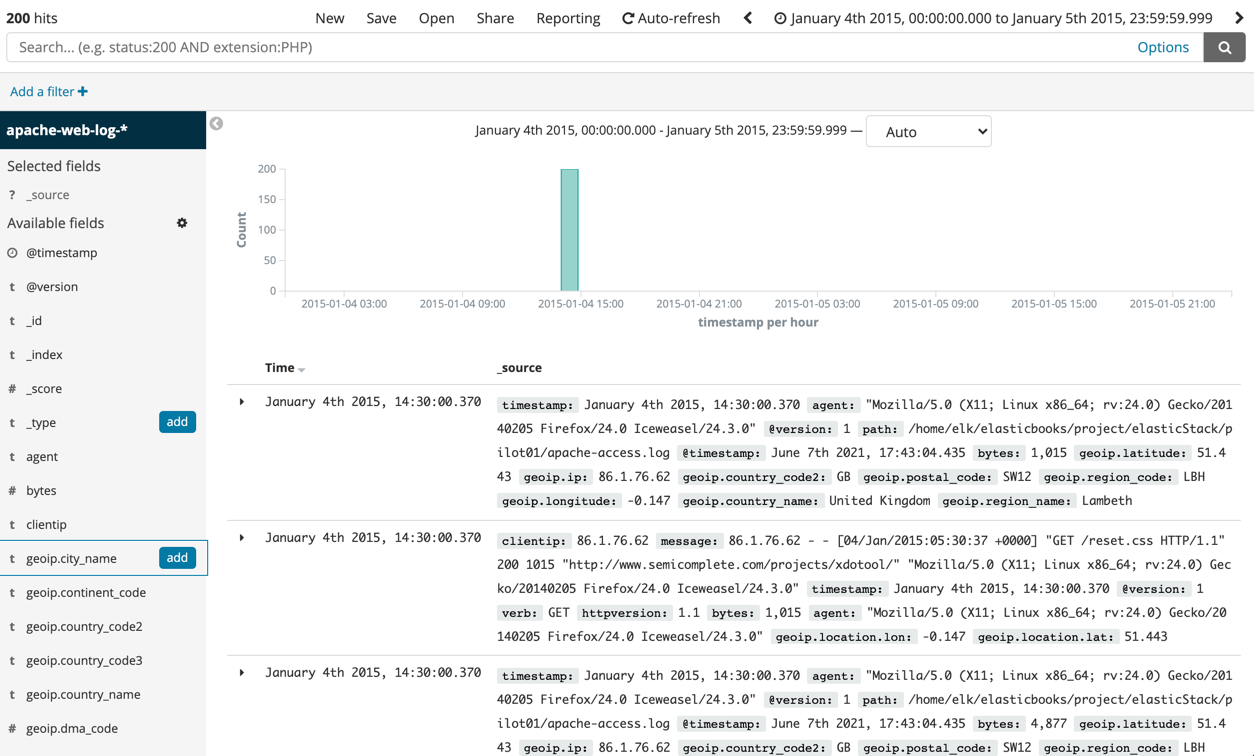 200 hits New Save Open Share Reporting Auto-refresh January 4th 2015, 00:00:00.000 to January 5th 2015, 23:59:59.999
Search... (e.g. status:200 AND extension:PHP) Options
Add a filter
apache-web-log-*
Selected fields
? _source
Available fields
@timestamp
t @version
t _id
t _index
# _score
t _type add
t agent
# bytes
t clientip
t geoip.city_name add
t geoip.continent_code
t geoip.country_code2
t geoip.country_code3
t geoip.country_name
# geoip.dma_code
January 4th 2015, 00:00:00.000 - January 5th 2015, 23:59:59.999 — Auto
200
150
100
50
0
Count
2015-01-04 03:00 2015-01-04 09:00 2015-01-04 15:00 2015-01-04 21:00 2015-01-05 03:00 2015-01-05 09:00 2015-01-05 15:00 2015-01-05 21:00
timestamp per hour
Time _source
January 4th 2015, 14:30:00.370 timestamp: January 4th 2015, 14:30:00.370 agent: "Mozilla/5.0 (X11; Linux x86_64; rv:24.0) Gecko/201
40205 Firefox/24.0 Iceweasel/24.3.0" @version: 1 path: /home/elk/elasticbooks/project/elasticStack/p
ilot01/apache-access.log @timestamp: June 7th 2021, 17:43:04.435 bytes: 1,015 geoip.latitude: 51.4
43 geoip.ip: 86.1.76.62 geoip.country_code2: GB geoip.postal_code: SW12 geoip.region_code: LBH
geoip.longitude: -0.147 geoip.country_name: United Kingdom geoip.region_name: Lambeth
January 4th 2015, 14:30:00.370 clientip: 86.1.76.62 message: 86.1.76.62 - - [04/Jan/2015:05:30:37 +0000] "GET /reset.css HTTP/1.1"
200 1015 "http://www.semicomplete.com/projects/xdotool/" "Mozilla/5.0 (X11; Linux x86_64; rv:24.0) Gec
ko/20140205 Firefox/24.0 Iceweasel/24.3.0" timestamp: January 4th 2015, 14:30:00.370 @version: 1
verb: GET httpversion: 1.1 bytes: 1,015 agent: "Mozilla/5.0 (X11; Linux x86_64; rv:24.0) Gecko/20
140205 Firefox/24.0 Iceweasel/24.3.0" geoip.location.lon: -0.147 geoip.location.lat: 51.443
January 4th 2015, 14:30:00.370 timestamp: January 4th 2015, 14:30:00.370 agent: "Mozilla/5.0 (X11; Linux x86_64; rv:24.0) Gecko/201
40205 Firefox/24.0 Iceweasel/24.3.0" @version: 1 path: /home/elk/elasticbooks/project/elasticStack/p
ilot01/apache-access.log @timestamp: June 7th 2021, 17:43:04.435 bytes: 4,877 geoip.latitude: 51.4
43 geoip.ip: 86.1.76.62 geoip.country_code2: GB geoip.postal_code: SW12 geoip.region_code: LBH